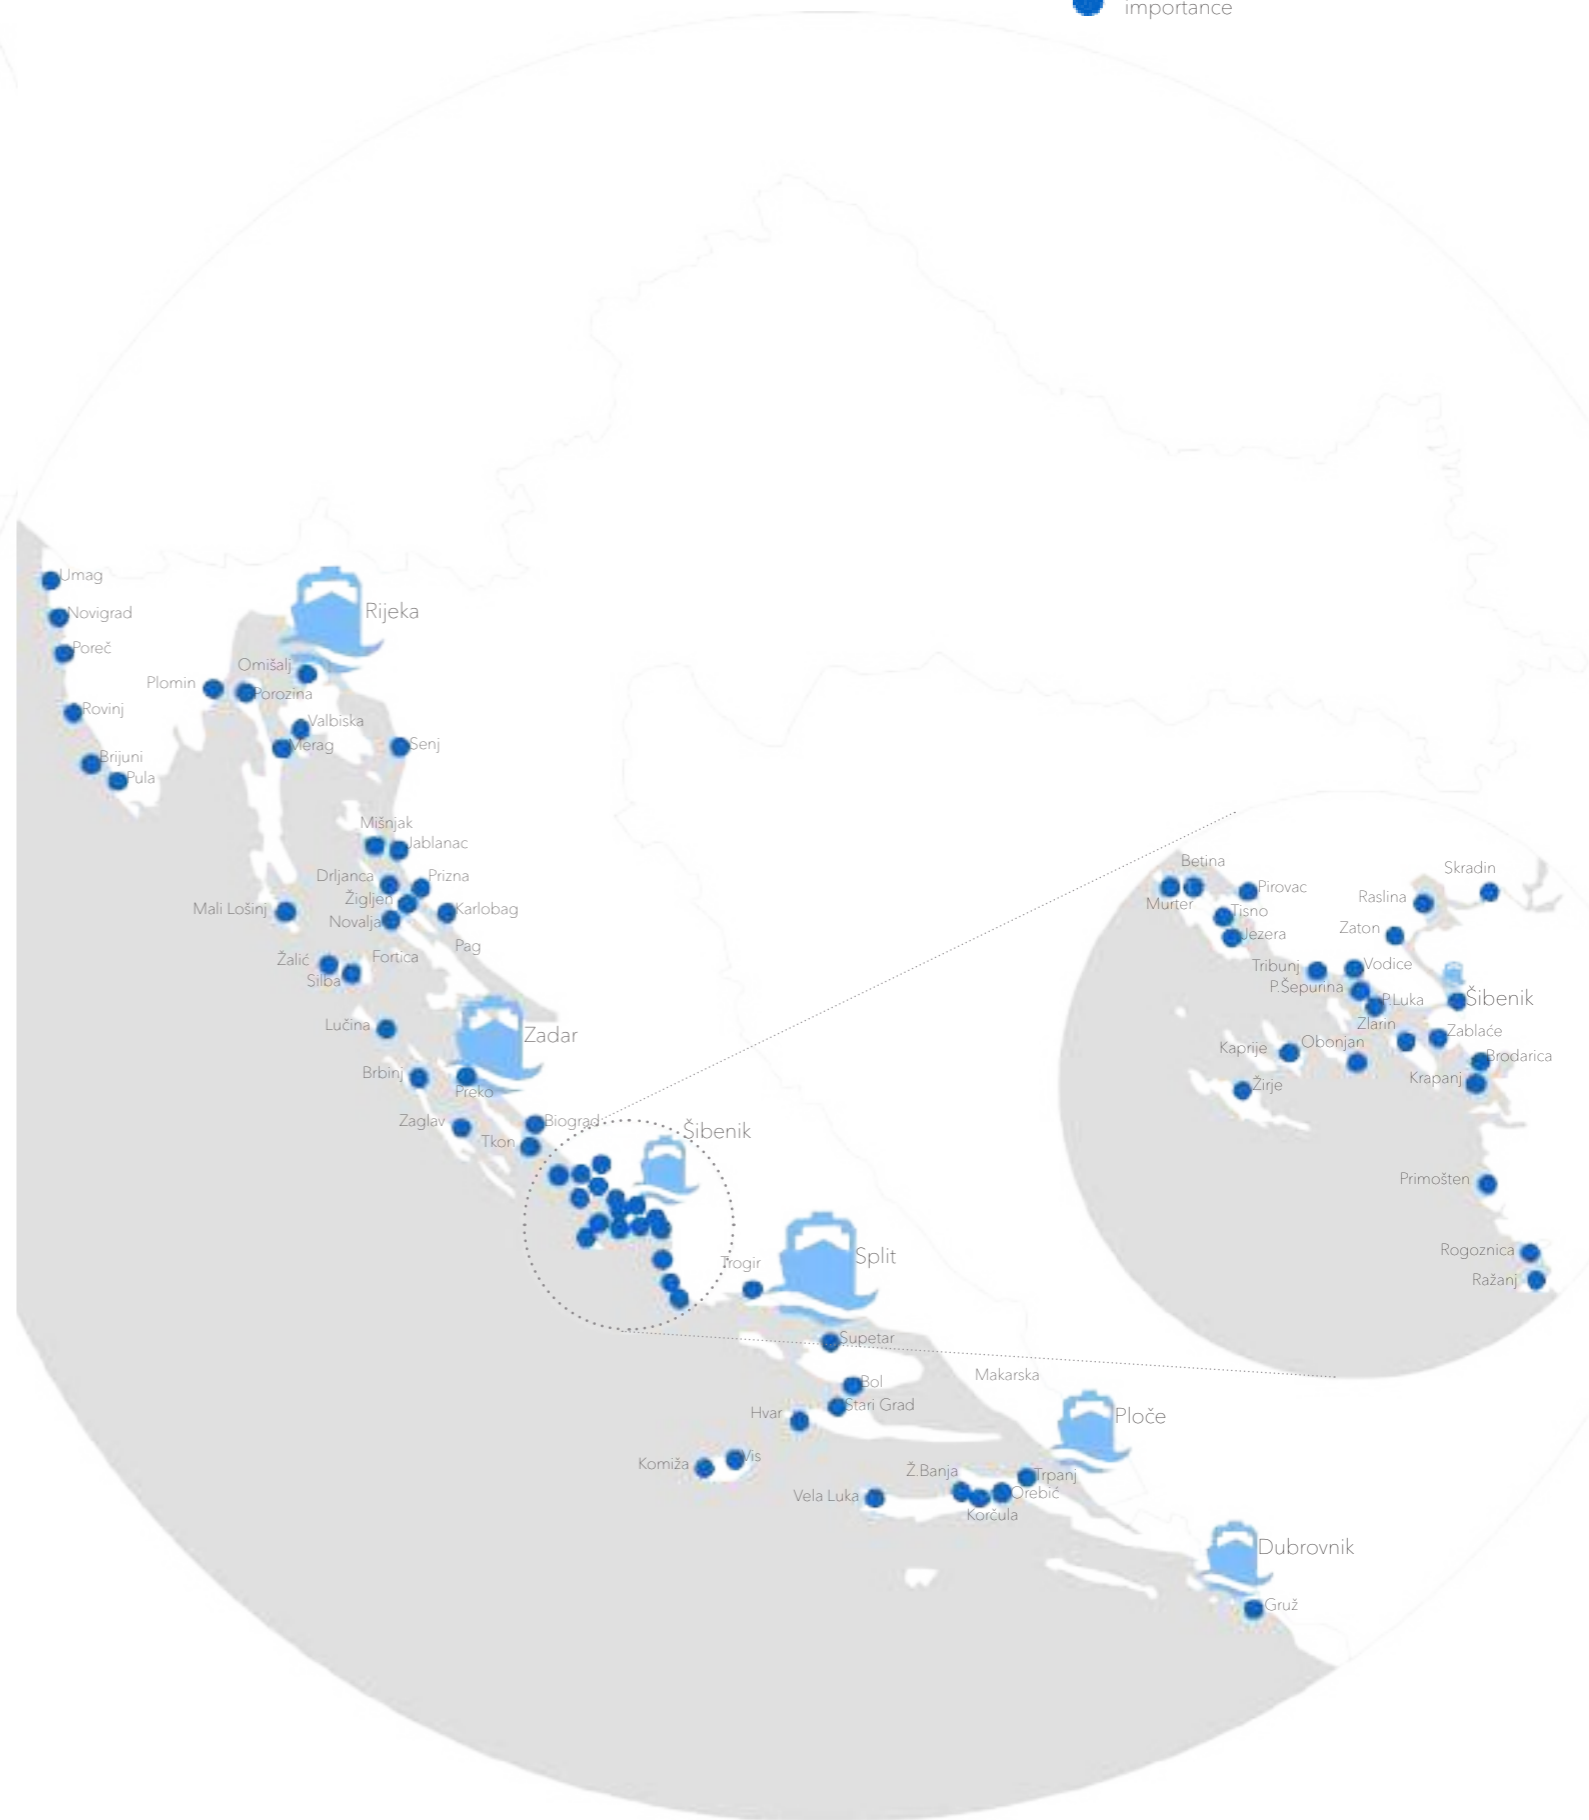 importance
Umag
Novigrad
Poreč
Rovinj
Brijuni
Pula
Rijeka
Omišalj
Plomin
Porozina
Valbiska
Merag
Senj
Mišnjak
Jablanac
Drljanca
Prizna
Žigljen
Karlobag
Mali Lošinj
Novalja
Pag
Fortica
Žalić
Silba
Lučina
Zadar
Brbinj
Preko
Zaglav
Biograd
Tkon
Šibenik
Trogir
Split
Supetar
Makarska
Bol
Stari Grad
Hvar
Ploče
Komiža
Vis
Ž.Banja
Trpanj
Vela Luka
Orebić
Korčula
Dubrovnik
Gruž
Betina
Skradin
Pirovac
Murter
Raslina
Tisno
Zaton
Jezera
Tribunj
Vodice
P.Šepurina
P.Luka
Šibenik
Zlarin
Zablaće
Obonjan
Kaprije
Brodarica
Krapanj
Žirje
Primošten
Rogoznica
Ražanj